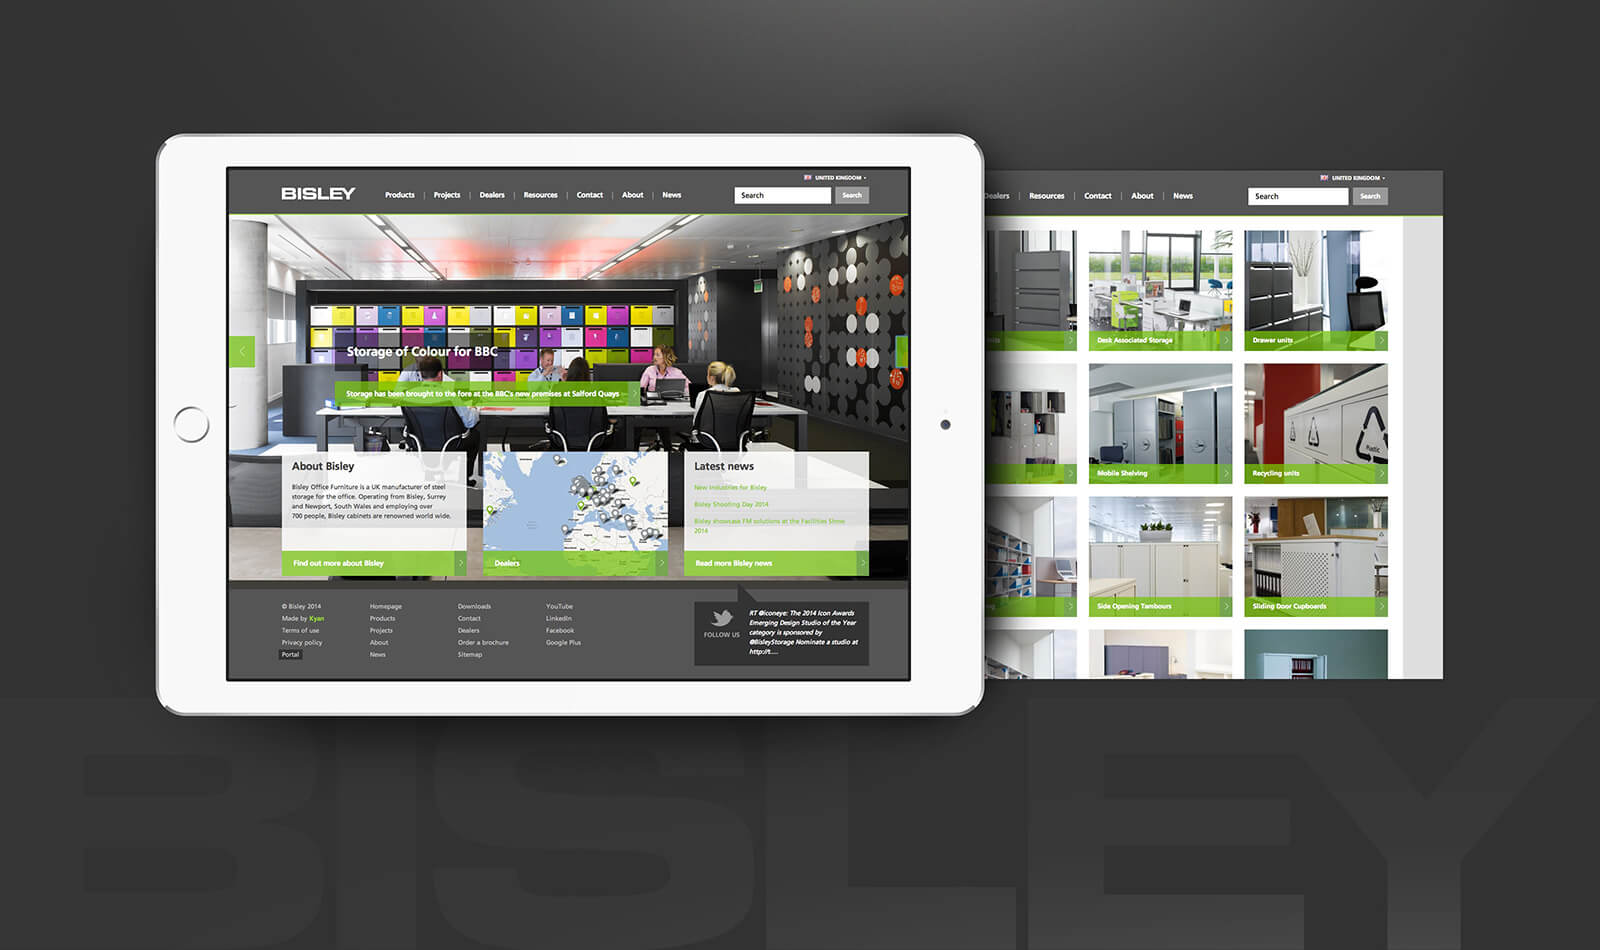 UNITED KINGDOM
BISLEY
Products
Projects
Dealers
Resources
Contact
About
News
Search
Search
Storage of Colour for BBC
Storage has been brought to the fore at the BBC's new premises at Salford Quays
About Bisley
Bisley Office Furniture is a UK manufacturer of steel
storage for the office. Operating from Bisley, Surrey
and Newport, South Wales and employing over
700 people, Bisley cabinets are renowned world wide.
Find out more about Bisley
Dealers
Latest news
New Industries for Bisley
Bisley Shooting Day 2014
Bisley showcase FM solutions at the Facilities Show
2014
Read more Bisley news
© Bisley 2014
Made by Kyan
Terms of use
Privacy policy
Portal
Homepage
Products
Projects
About
News
Downloads
Contact
Dealers
Order a brochure
Sitemap
YouTube
LinkedIn
Facebook
Google Plus
FOLLOW US
RT @iconeye: The 2014 Icon Awards
Emerging Design Studio of the Year
category is sponsored by
@BisleyStorage Nominate a studio at
http://t....
UNITED KINGDOM
Dealers
Resources
Contact
About
News
Search
Search
Desk Associated Storage
Drawer units
Mobile Shelving
Recycling units
Plastic
Side Opening Tambours
Sliding Door Cupboards
BISLEY